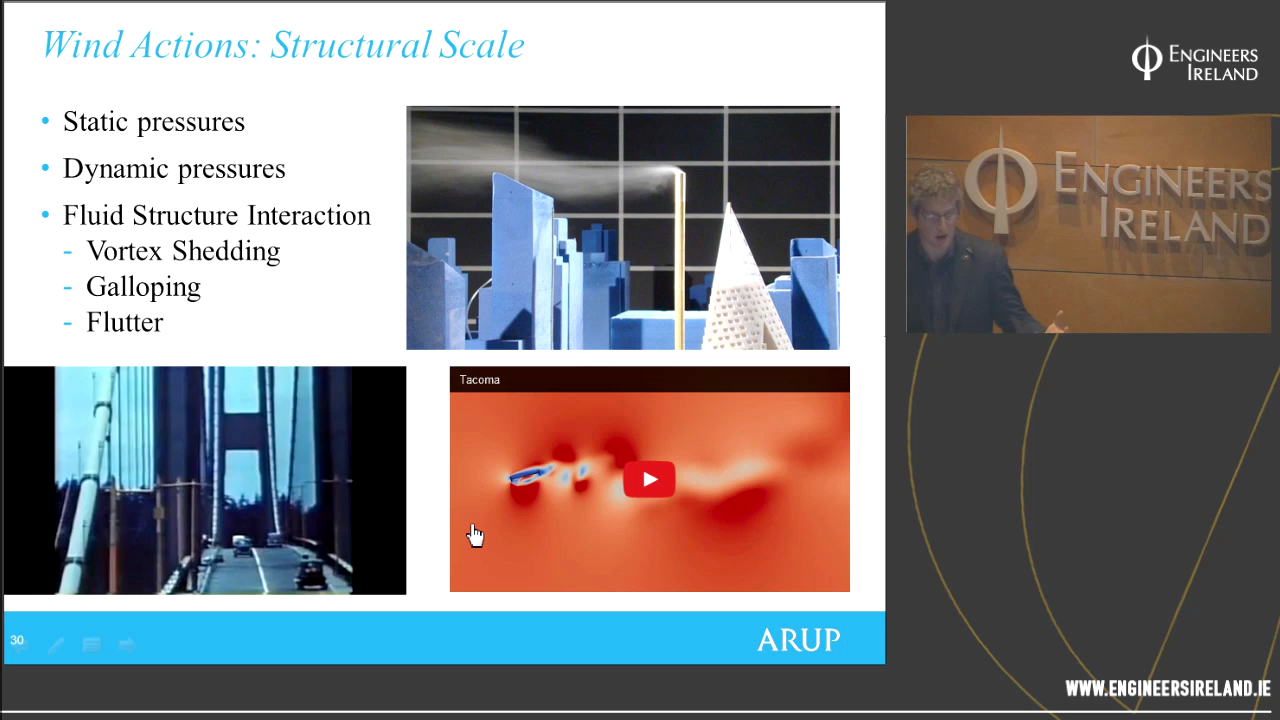 Wind Actions: Structural Scale
• Static pressures
• Dynamic pressures
• Fluid Structure Interaction
- Vortex Shedding
- Galloping
- Flutter
Tacoma
30
ARUP
ENGINEERS
IRELAND
ENGINEERS
IRELAND
WWW.ENGINEERSIRELAND.IE